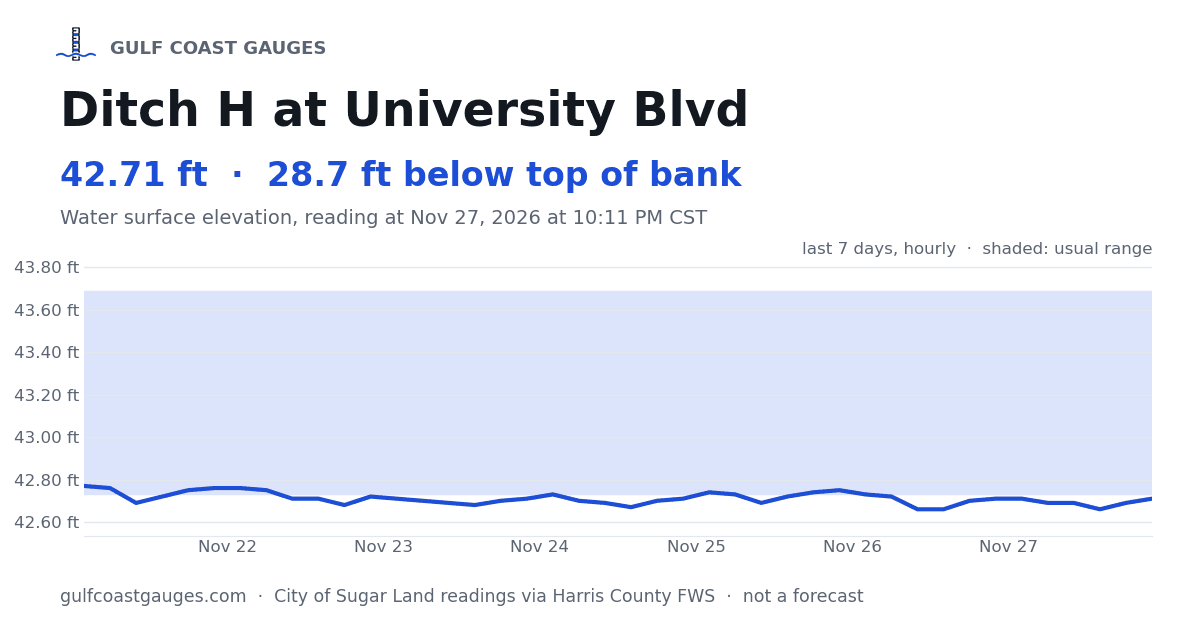 GULF COAST GAUGES
Ditch H at University Blvd
42.71 ft · 28.7 ft below top of bank
Water surface elevation, reading at Nov 27, 2026 at 10:11 PM CST
last 7 days, hourly · shaded: usual range
43.80 ft
43.60 ft
43.40 ft
43.20 ft
43.00 ft
42.80 ft
42.60 ft
Nov 22 Nov 23 Nov 24 Nov 25 Nov 26 Nov 27
gulfcoastgauges.com · City of Sugar Land readings via Harris County FWS · not a forecast